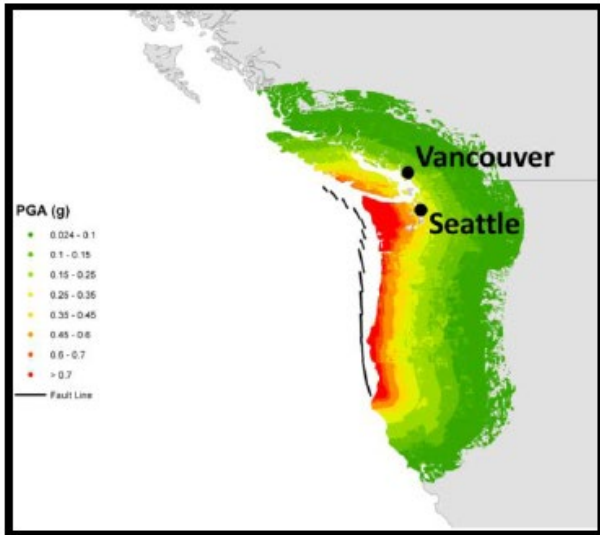 Vancouver
Seattle
PGA (g)
0.024 - 0.1
0.1 - 0.15
0.15 - 0.25
0.25 - 0.35
0.35 - 0.45
0.45 - 0.6
0.6 - 0.7
> 0.7
Fault Line